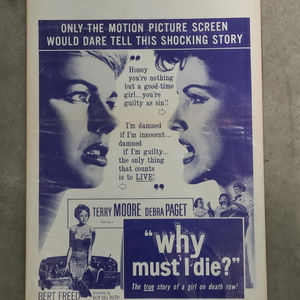 ONLY THE MOTION PICTURE SCREEN
WOULD DARE TELL THIS SHOCKING STORY
"
Honey
you're nothing
but a good-time
girl...you're
guilty as sin!!
"
"
I'm damned
if I'm innocent...
damned
if I'm guilty...
the only thing
that counts
is to LIVE!
"
TERRY MOORE DEBRA PAGET
"why
must I die?"
The true story of a girl on death row!
BERT FREED